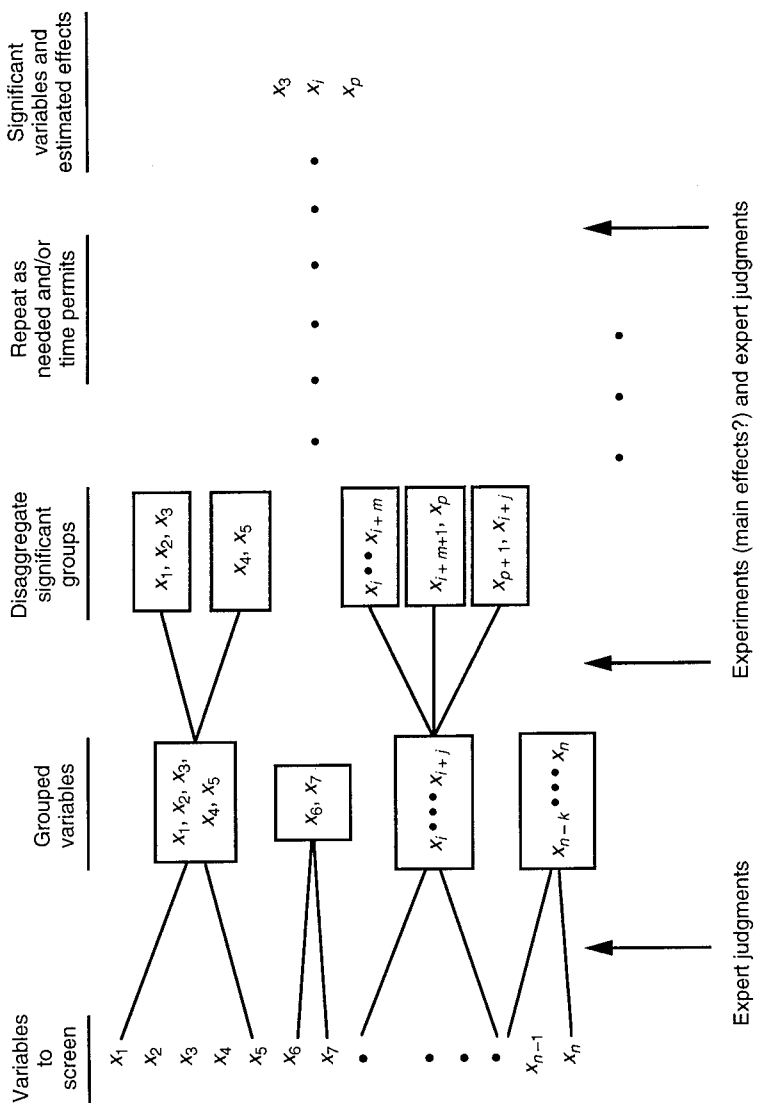 Variables
to
screen
Grouped
variables
Disaggregate
significant
groups
Repeat as
needed and/or
time permits
Significant
variables and
estimated effects
x1
x2
x3
x4
x5
x6
x7
xn−1
xn
x1, x2, x3,
x4, x5
x6, x7
xi • • • xi+j
xn−k • • • xn
x1, x2, x3
x4, x5
xi • • xi+m
xi+m+1, xp
xp+1, xi+j
x3
xi
xp
Expert judgments
Experiments (main effects?) and expert judgments